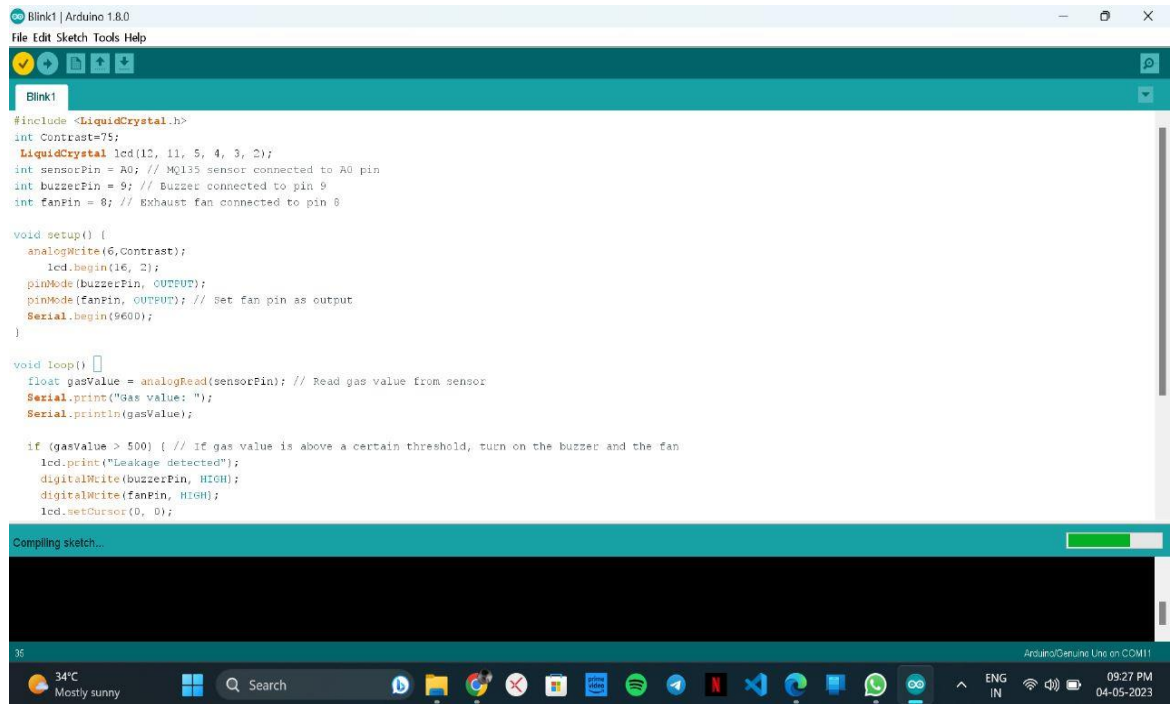 Blink1 | Arduino 1.8.0
File Edit Sketch Tools Help
Blink1
#include <LiquidCrystal.h>
int Contrast=75;
LiquidCrystal lcd(12, 11, 5, 4, 3, 2);
int sensorPin = A0; // MQ135 sensor connected to A0 pin
int buzzerPin = 9; // Buzzer connected to pin 9
int fanPin = 8; // Exhaust fan connected to pin 8
void setup() {
analogWrite(6,Contrast);
lcd.begin(16, 2);
pinMode(buzzerPin, OUTPUT);
pinMode(fanPin, OUTPUT); // Set fan pin as output
Serial.begin(9600);
}
void loop() {
float gasValue = analogRead(sensorPin); // Read gas value from sensor
Serial.print("Gas value: ");
Serial.println(gasValue);
if (gasValue > 500) { // If gas value is above a certain threshold, turn on the buzzer and the fan
lcd.print("Leakage detected");
digitalWrite(buzzerPin, HIGH);
digitalWrite(fanPin, HIGH);
lcd.setCursor(0, 0);
Compiling sketch...
35 Arduino/Genuino Uno on COM11
34°C
Mostly sunny
Search
prime video
ENG
IN
09:27 PM
04-05-2023